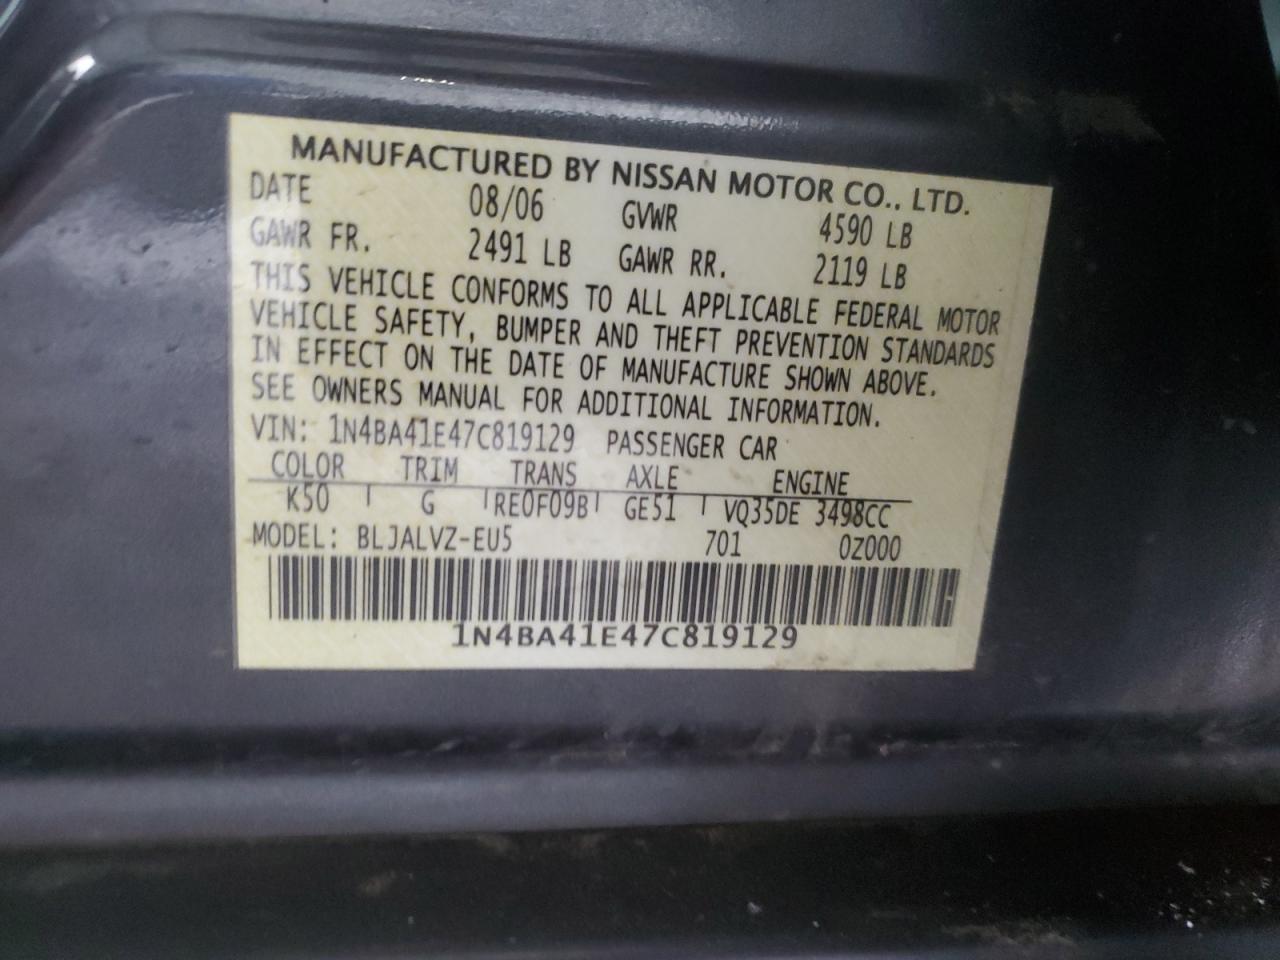 MANUFACTURED BY NISSAN MOTOR CO., LTD.
DATE 08/06 GVWR 4590 LB
GAWR FR. 2491 LB GAWR RR. 2119 LB
THIS VEHICLE CONFORMS TO ALL APPLICABLE FEDERAL MOTOR
VEHICLE SAFETY, BUMPER AND THEFT PREVENTION STANDARDS
IN EFFECT ON THE DATE OF MANUFACTURE SHOWN ABOVE.
SEE OWNERS MANUAL FOR ADDITIONAL INFORMATION.
VIN: 1N4BA41E47C819129 PASSENGER CAR
COLOR TRIM TRANS AXLE ENGINE
K50 G RE0F09B GE51 VQ35DE 3498CC
MODEL: BLJALVZ-EU5 701 0Z000
1N4BA41E47C819129